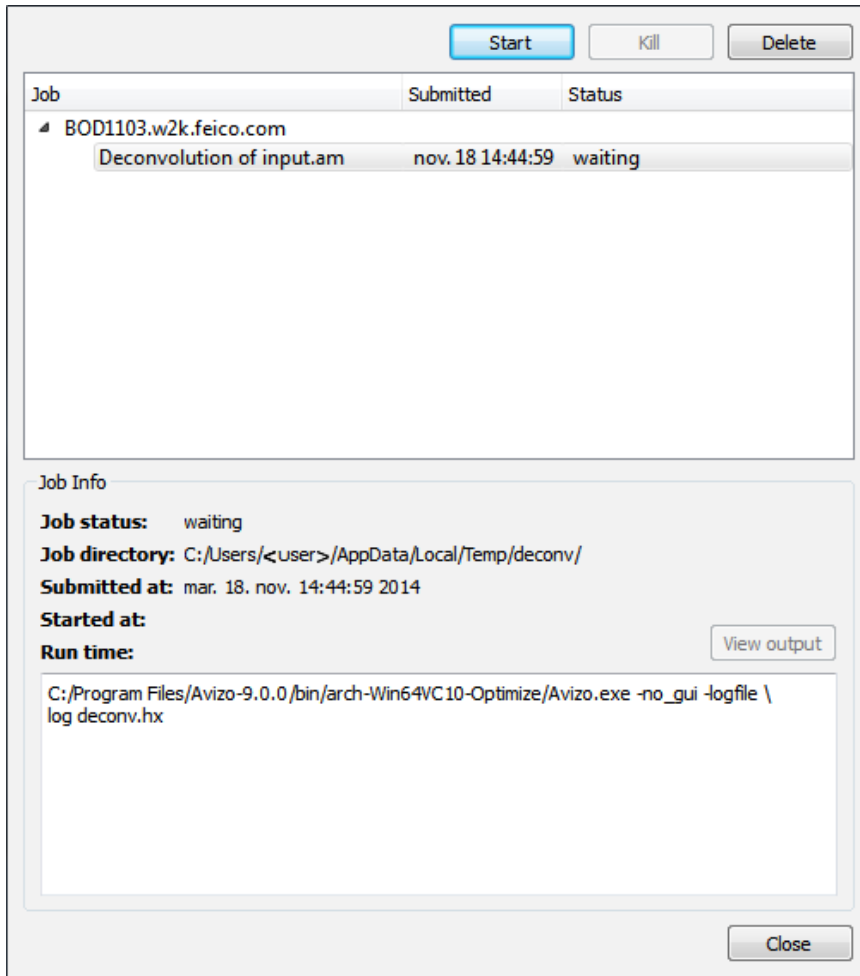 Start Kill Delete
Job Submitted Status
BOD1103.w2k.feico.com
Deconvolution of input.am nov. 18 14:44:59 waiting
Job Info
Job status: waiting
Job directory: C:/Users/<user>/AppData/Local/Temp/deconv/
Submitted at: mar. 18. nov. 14:44:59 2014
Started at:
Run time:
View output
C:/Program Files/Avizo-9.0.0/bin/arch-Win64VC10-Optimize/Avizo.exe -no_gui -logfile \
log deconv.hx
Close